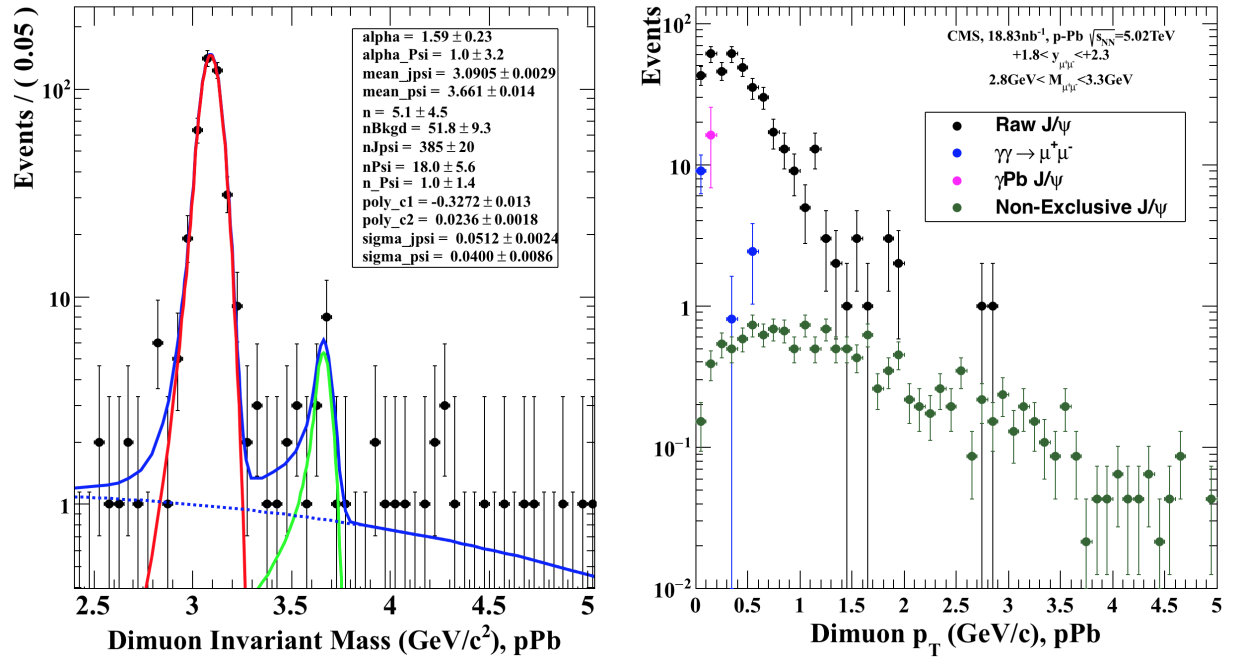 Events / ( 0.05
10²
10
1
alpha = 1.59 ± 0.23
alpha_Psi = 1.0 ± 3.2
mean_jpsi = 3.0905 ± 0.0029
mean_psi = 3.661 ± 0.014
n = 5.1 ± 4.5
nBkgd = 51.8 ± 9.3
nJpsi = 385 ± 20
nPsi = 18.0 ± 5.6
n_Psi = 1.0 ± 1.4
poly_c1 = -0.3272 ± 0.013
poly_c2 = 0.0236 ± 0.0018
sigma_jpsi = 0.0512 ± 0.0024
sigma_psi = 0.0400 ± 0.0086
2.5 3 3.5 4 4.5 5
Dimuon Invariant Mass (GeV/c²), pPb
Events
10²
10
1
10⁻¹
10⁻²
CMS, 18.83nb⁻¹, p-Pb √s_NN=5.02TeV
+1.8< y_μ⁺μ⁻ <+2.3
2.8GeV< M_μ⁺μ⁻ <3.3GeV
Raw J/ψ
γγ → μ⁺μ⁻
γPb J/ψ
Non-Exclusive J/ψ
0 0.5 1 1.5 2 2.5 3 3.5 4 4.5 5
Dimuon p_T (GeV/c), pPb